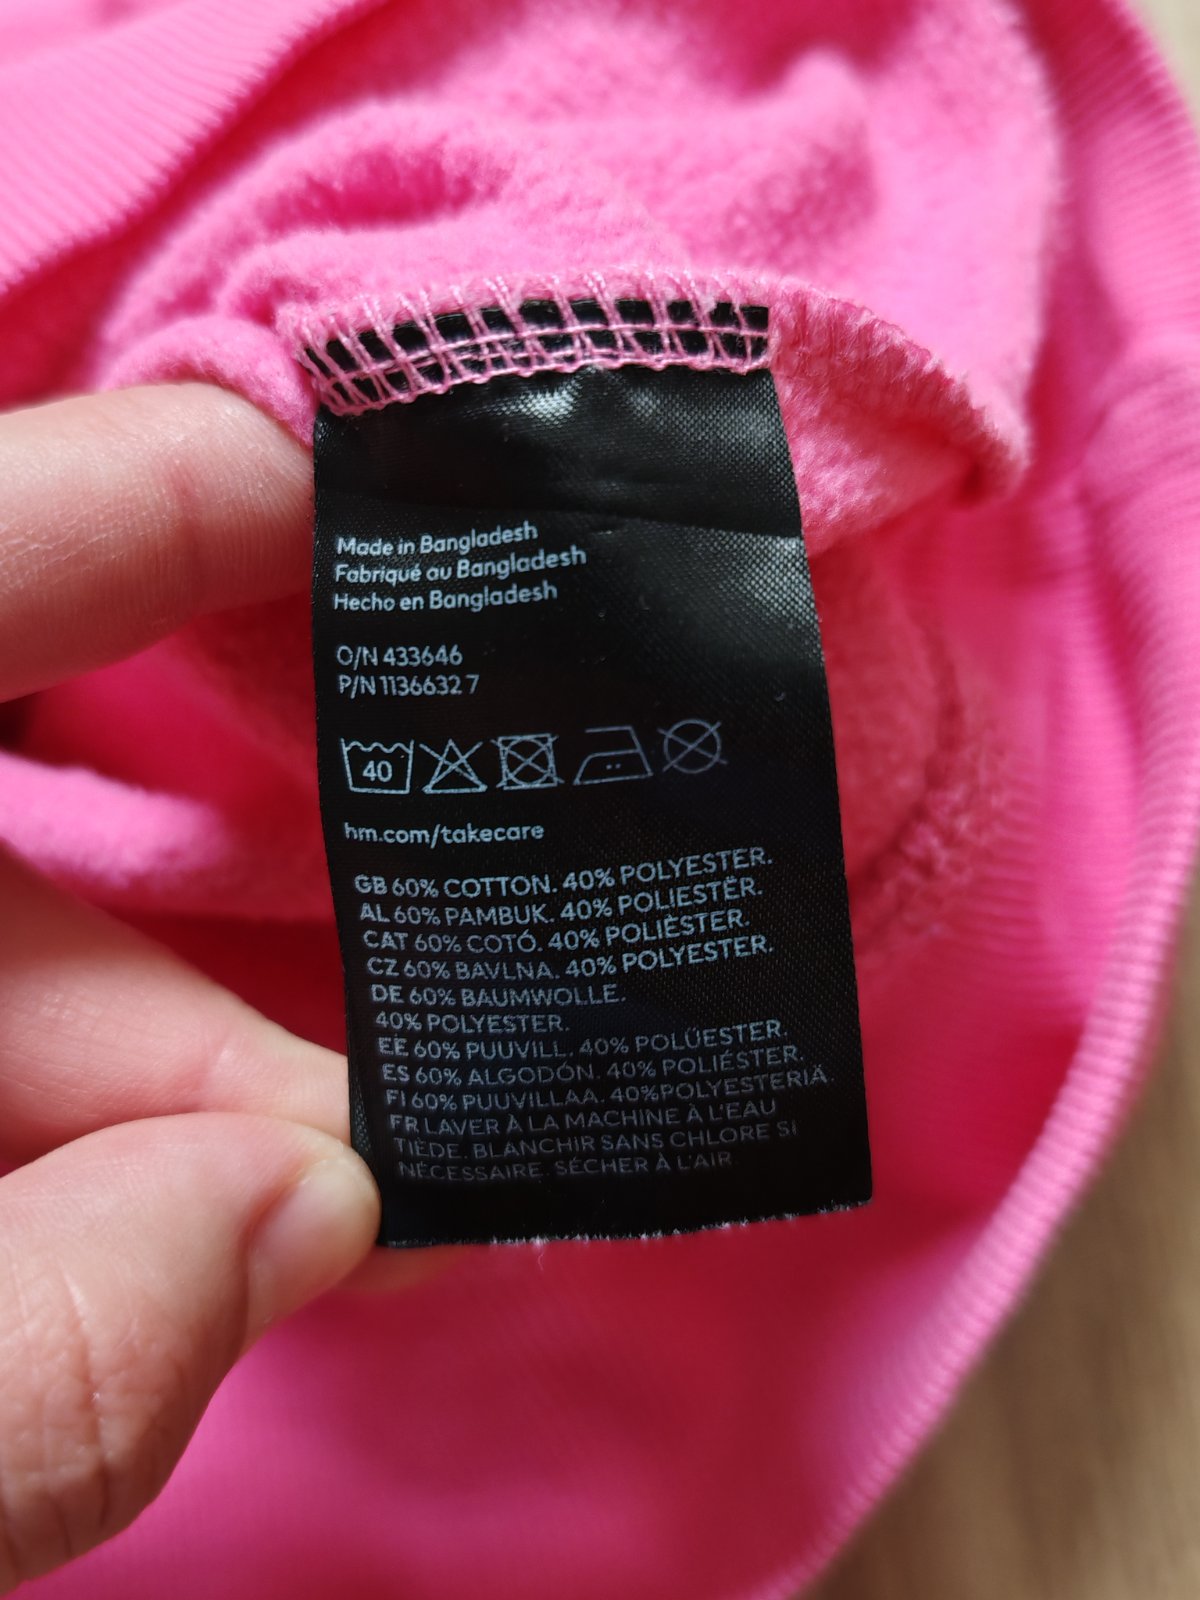 Made in Bangladesh
Fabriqué au Bangladesh
Hecho en Bangladesh
O/N 433646
P/N 1136632 7
40
hm.com/takecare
GB 60% COTTON. 40% POLYESTER.
AL 60% PAMBUK. 40% POLIESTËR.
CAT 60% COTÓ. 40% POLIÈSTER.
CZ 60% BAVLNA. 40% POLYESTER.
DE 60% BAUMWOLLE.
40% POLYESTER.
EE 60% PUUVILL. 40% POLÜESTER.
ES 60% ALGODÓN. 40% POLIÉSTER.
FI 60% PUUVILLAA. 40%POLYESTERIÄ.
FR LAVER À LA MACHINE À L'EAU
TIÈDE. BLANCHIR SANS CHLORE SI
NÉCESSAIRE. SÉCHER À L'AIR.